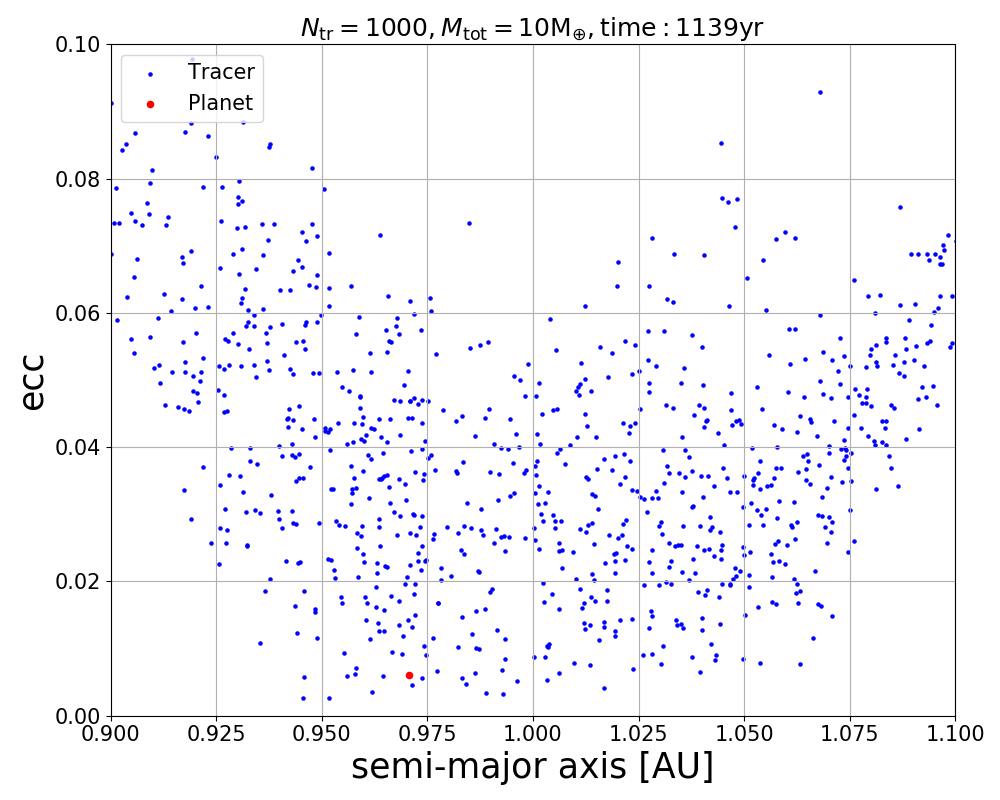 N_tr = 1000, M_tot = 10M_⊕, time : 1139yr
Tracer
Planet
0.10
0.08
0.06
0.04
0.02
0.00
ecc
0.900 0.925 0.950 0.975 1.000 1.025 1.050 1.075 1.100
semi-major axis [AU]